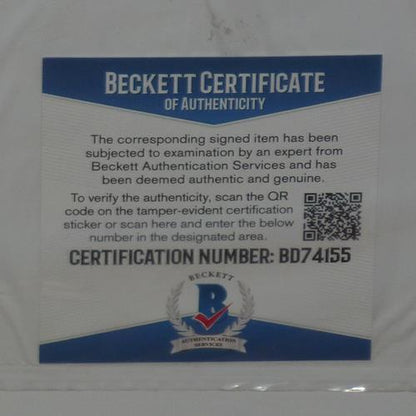 BECKETT CERTIFICATE
OF AUTHENTICITY
The corresponding signed item has been
subjected to examination by an expert from
Beckett Authentication Services and has
been deemed authentic and genuine.
To verify the authenticity, scan the QR
code on the tamper-evident certification
sticker or scan here and enter the below
number in the designated area.
CERTIFICATION NUMBER: BD74155
BECKETT
B
AUTHENTICATION
SERVICES